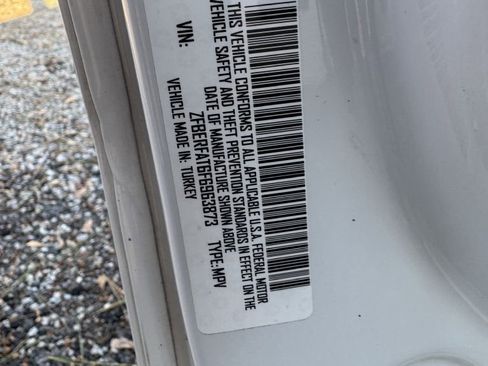 THIS VEHICLE CONFORMS TO ALL APPLICABLE U.S.A. FEDERAL MOTOR
VEHICLE SAFETY AND THEFT PREVENTION STANDARDS IN EFFECT ON THE
DATE OF MANUFACTURE SHOWN ABOVE
VIN: ZFBERFAT6F6963873 TYPE: MPV
VEHICLE MADE IN: TURKEY